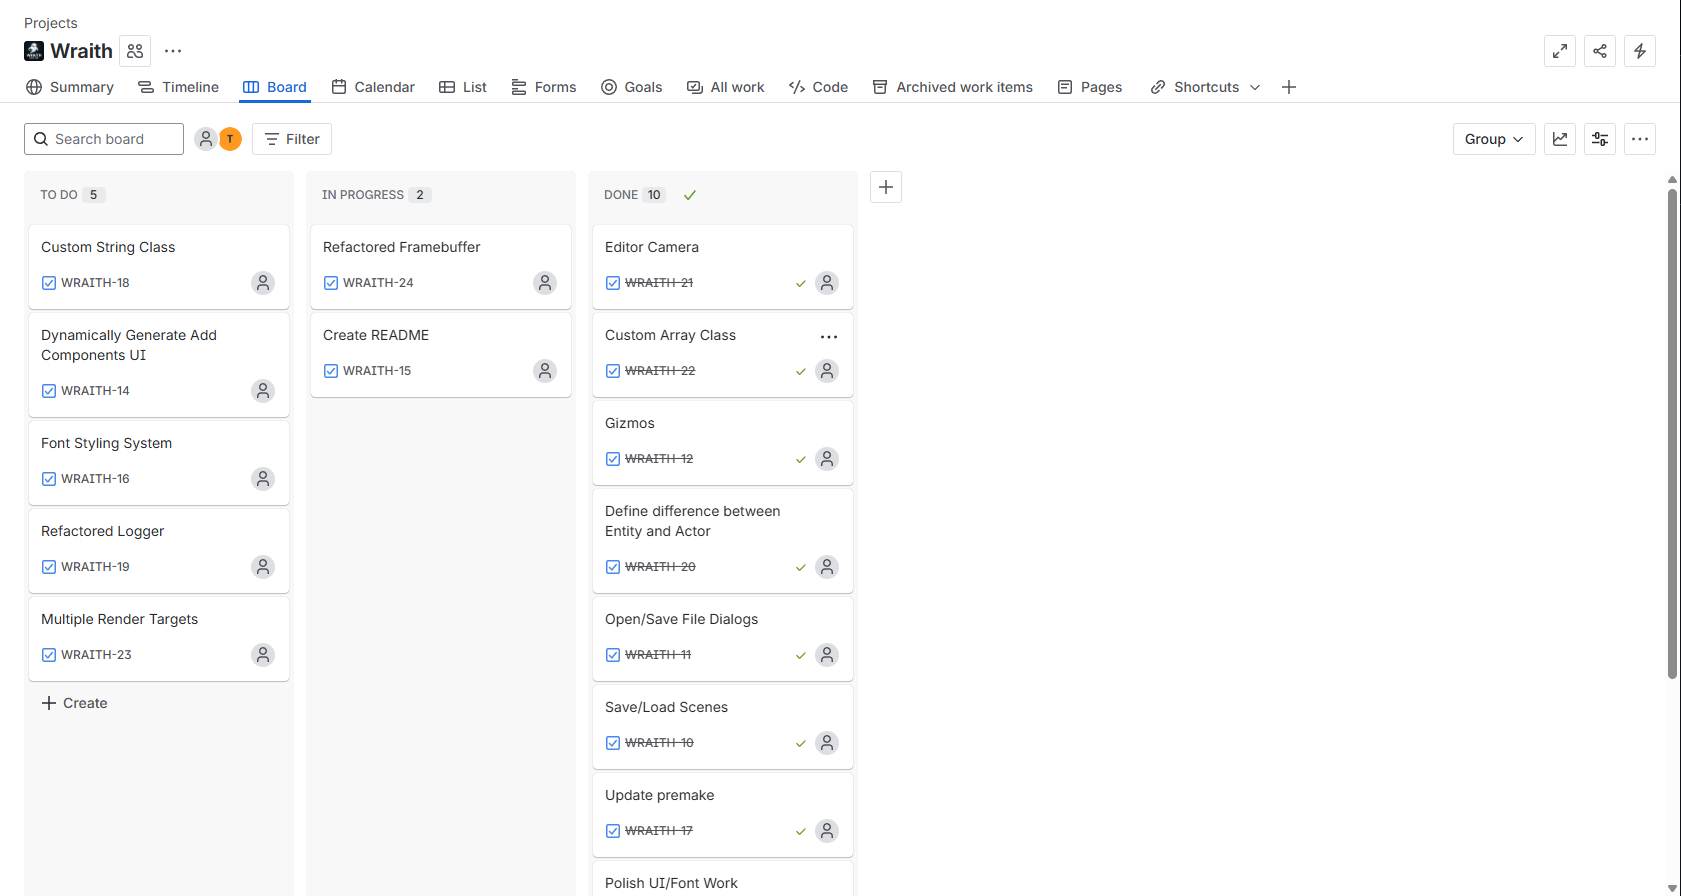 Projects
Wraith
Summary
Timeline
Board
Calendar
List
Forms
Goals
All work
Code
Archived work items
Pages
Shortcuts
Search board
T
Filter
Group
TO DO 5
Custom String Class
WRAITH-18
Dynamically Generate Add
Components UI
WRAITH-14
Font Styling System
WRAITH-16
Refactored Logger
WRAITH-19
Multiple Render Targets
WRAITH-23
Create
IN PROGRESS 2
Refactored Framebuffer
WRAITH-24
Create README
WRAITH-15
DONE 10
Editor Camera
WRAITH-21
Custom Array Class
WRAITH-22
Gizmos
WRAITH-12
Define difference between
Entity and Actor
WRAITH-20
Open/Save File Dialogs
WRAITH-11
Save/Load Scenes
WRAITH-10
Update premake
WRAITH-17
Polish UI/Font Work